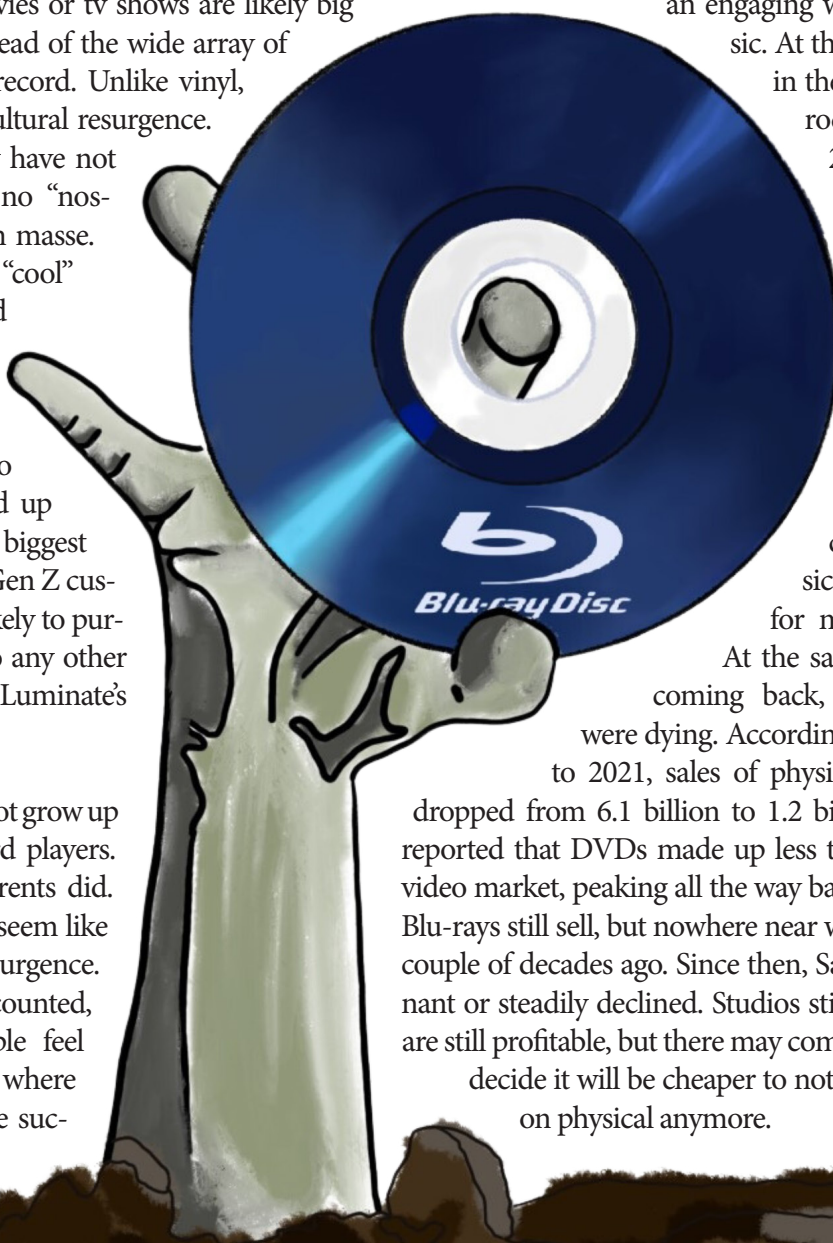 vies or tv shows are likely big
ead of the wide array of
record. Unlike vinyl,
ultural resurgence.
have not
no “nos-
masse.
“cool”
d
o
d up
biggest
Gen Z cus-
ely to pur-
any other
Luminate’s
ot grow up
rd players.
rents did.
seem like
urgence.
counted,
ple feel
where
e suc-
b
Blu-ray Disc
an engaging
sic. At th
in the
ro
2
sic
for
At the sa
coming back,
were dying. Accordin
to 2021, sales of physi
dropped from 6.1 billion to 1.2 bi
reported that DVDs made up less t
video market, peaking all the way ba
Blu-rays still sell, but nowhere near
couple of decades ago. Since then, Sa
nant or steadily declined. Studios sti
are still profitable, but there may com
decide it will be cheaper to not
on physical anymore.